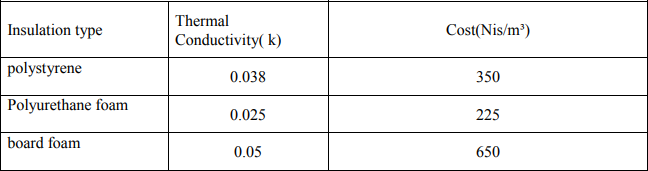 Insulation type
Thermal
Conductivity( k)
Cost(Nis/m³)
polystyrene
0.038
350
Polyurethane foam
0.025
225
board foam
0.05
650